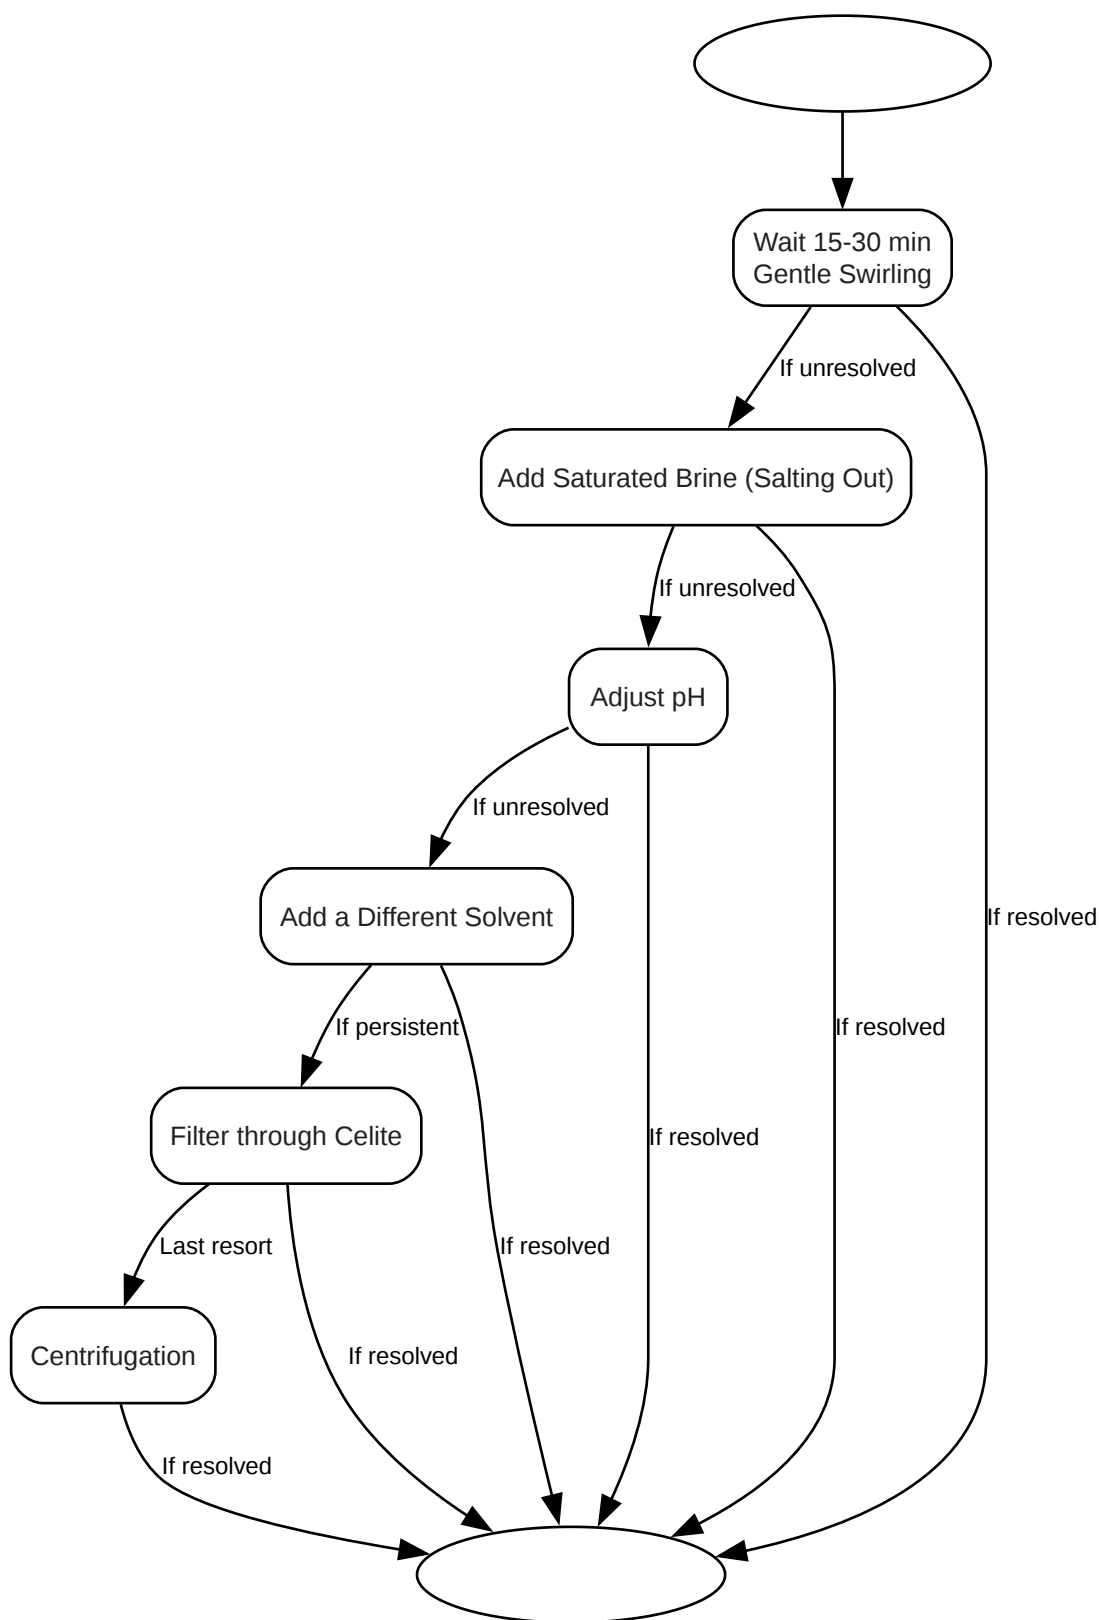 Wait 15-30 min
Gentle Swirling
If unresolved
Add Saturated Brine (Salting Out)
If unresolved
Adjust pH
If unresolved
Add a Different Solvent
If resolved
If persistent
If resolved
Filter through Celite
If resolved
Last resort
If resolved
Centrifugation
If resolved
If resolved